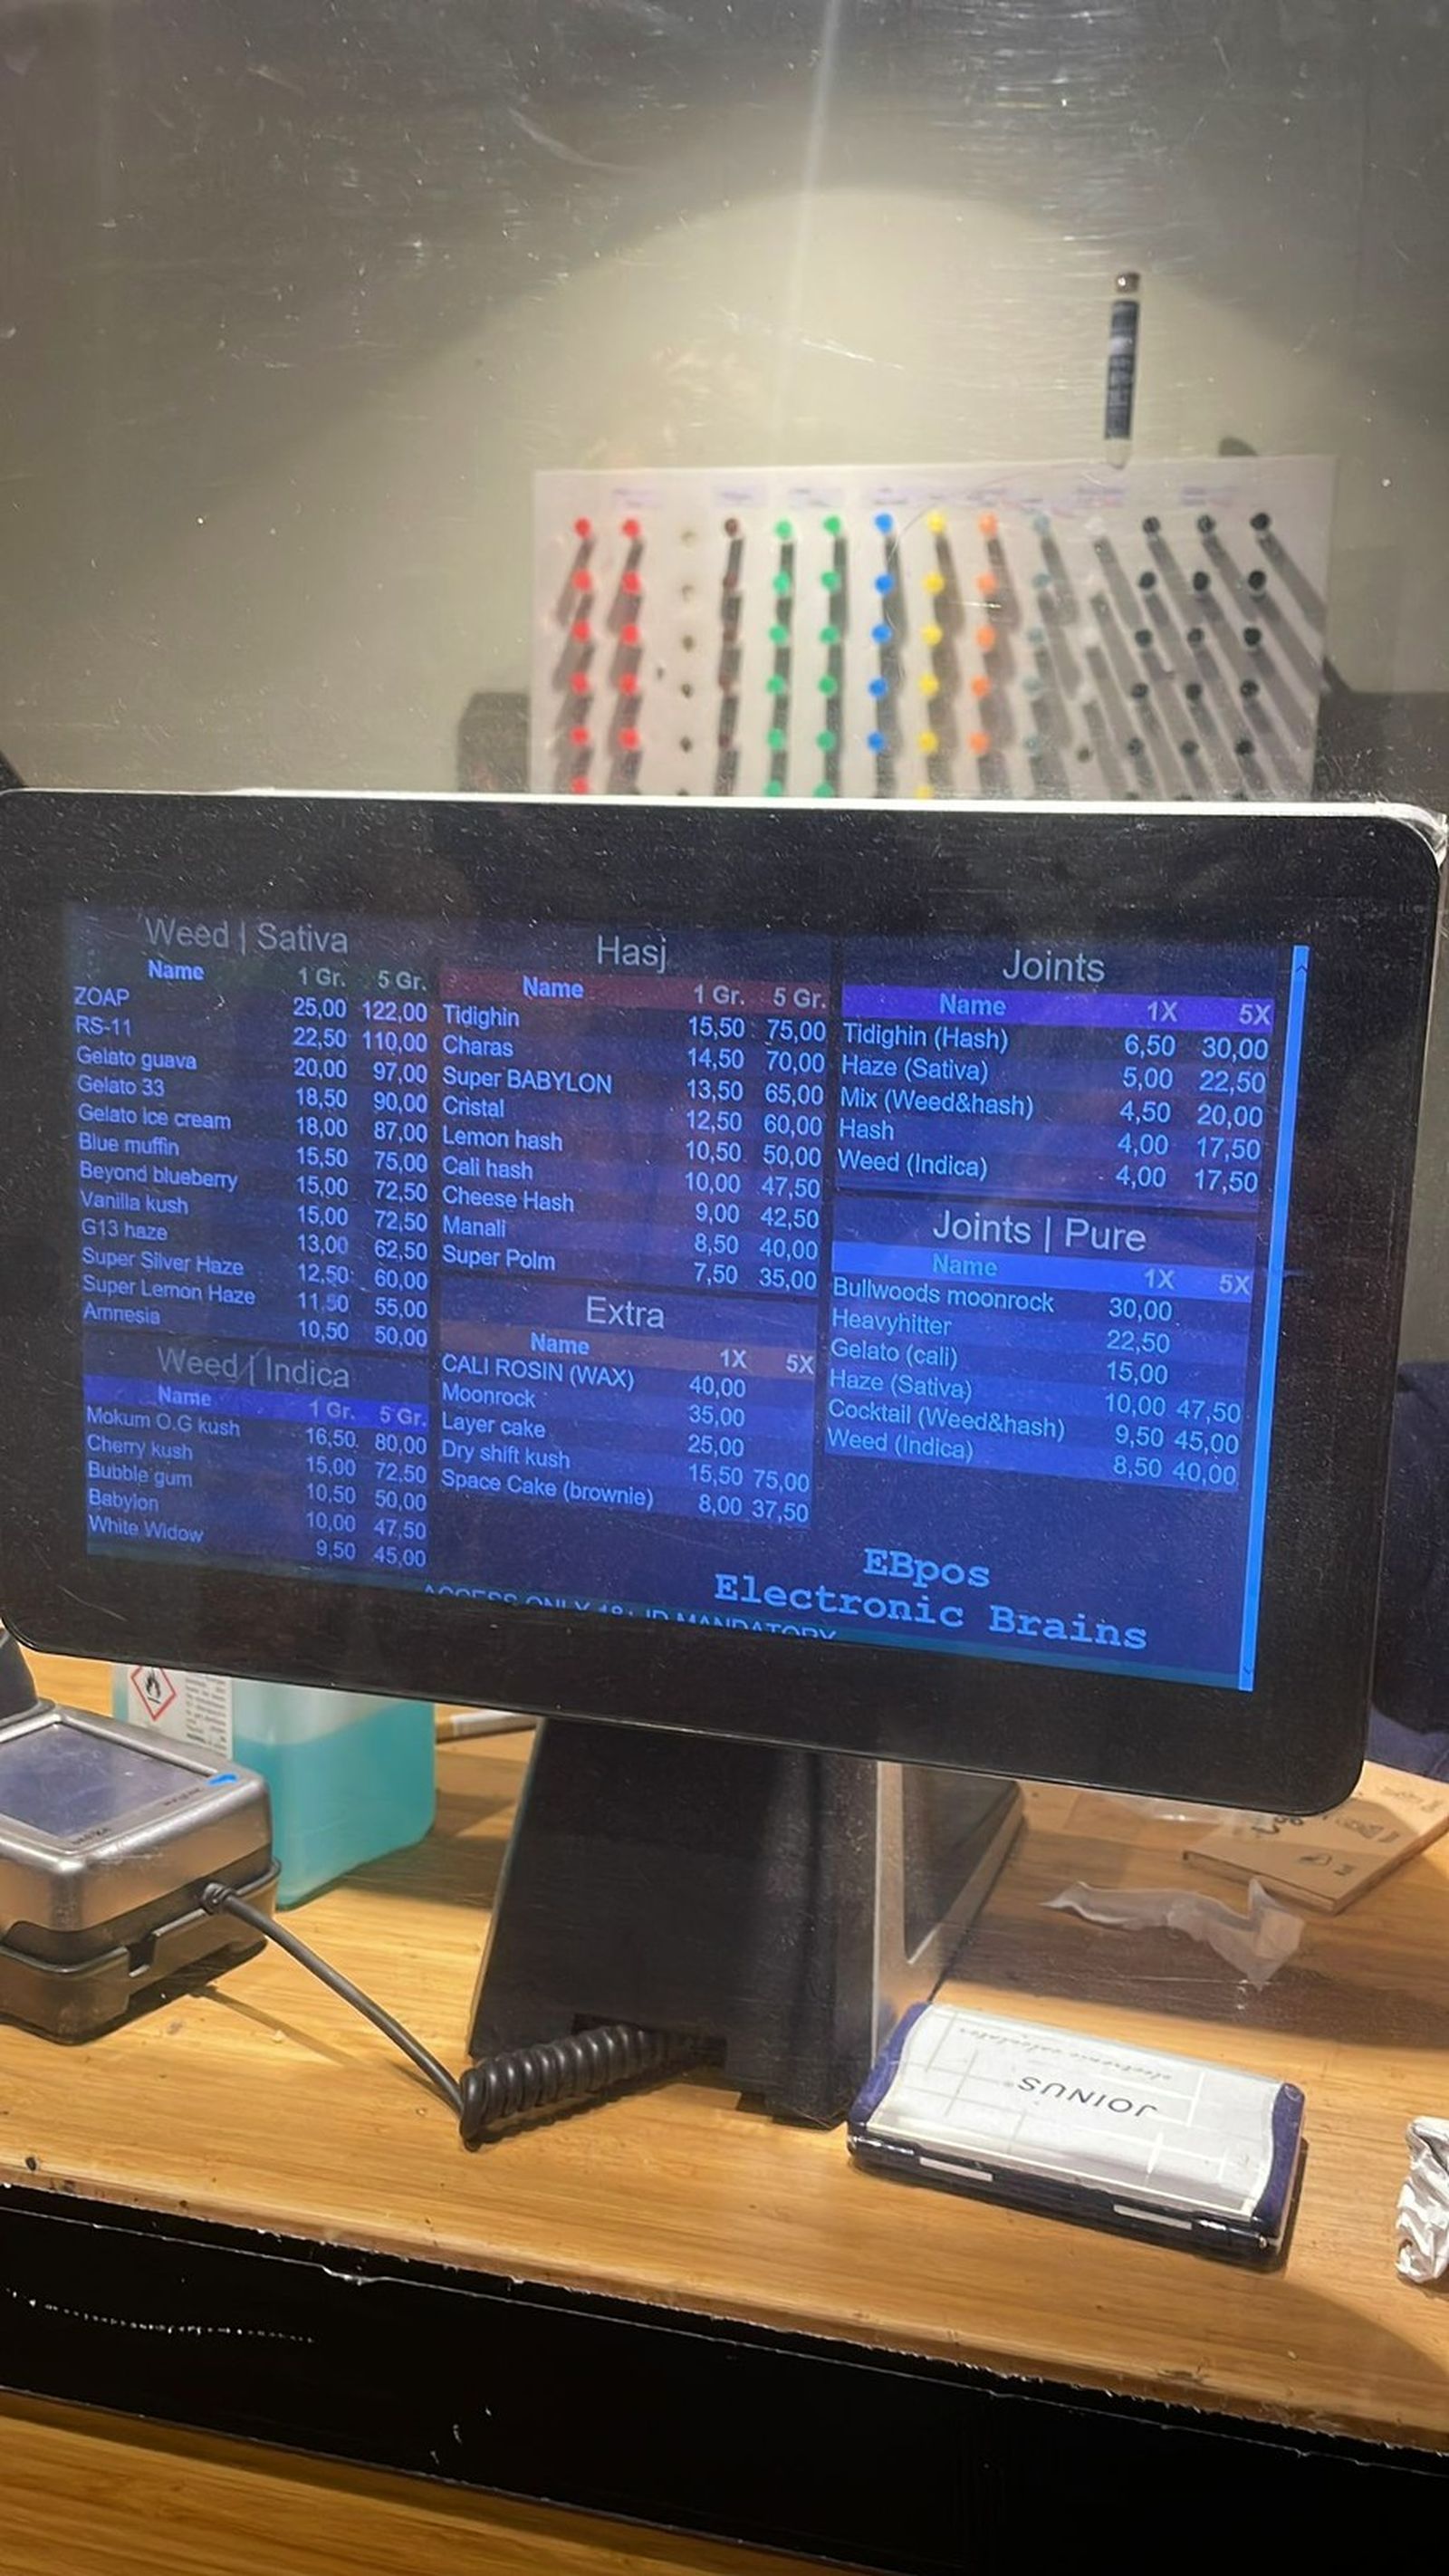 Weed | Sativa
Name 1 Gr. 5 Gr.
ZOAP 25,00 122,00
RS-11 22,50 110,00
Gelato guava 20,00 97,00
Gelato 33 18,50 90,00
Gelato ice cream 18,00 87,00
Blue muffin 15,50 75,00
Beyond blueberry 15,00 72,50
Vanilla kush 15,00 72,50
G13 haze 13,00 62,50
Super Silver Haze 12,50 60,00
Super Lemon Haze 11,50 55,00
Amnesia 10,50 50,00
Weed | Indica
Name 1 Gr. 5 Gr.
Mokum O.G kush 16,50 80,00
Cherry kush 15,00 72,50
Bubble gum 10,50 50,00
Babylon 10,00 47,50
White Widow 9,50 45,00
Hasj
Name 1 Gr. 5 Gr.
Tidighin 15,50 75,00
Charas 14,50 70,00
Super BABYLON 13,50 65,00
Cristal 12,50 60,00
Lemon hash 10,50 50,00
Cali hash 10,00 47,50
Cheese Hash 9,00 42,50
Manali 8,50 40,00
Super Polm 7,50 35,00
Extra
Name 1X 5X
CALI ROSIN (WAX) 40,00
Moonrock 35,00
Layer cake 25,00
Dry shift kush 15,50 75,00
Space Cake (brownie) 8,00 37,50
Joints
Name 1X 5X
Tidighin (Hash) 6,50 30,00
Haze (Sativa) 5,00 22,50
Mix (Weed&hash) 4,50 20,00
Hash 4,00 17,50
Weed (Indica) 4,00 17,50
Joints | Pure
Name 1X 5X
Bullwoods moonrock 30,00
Heavyhitter 22,50
Gelato (cali) 15,00
Haze (Sativa) 10,00 47,50
Cocktail (Weed&hash) 9,50 45,00
Weed (Indica) 8,50 40,00
EBpos
Electronic Brains
ACCESS ONLY 18+ ID MANDATORY
JOINUS
electronic calculator